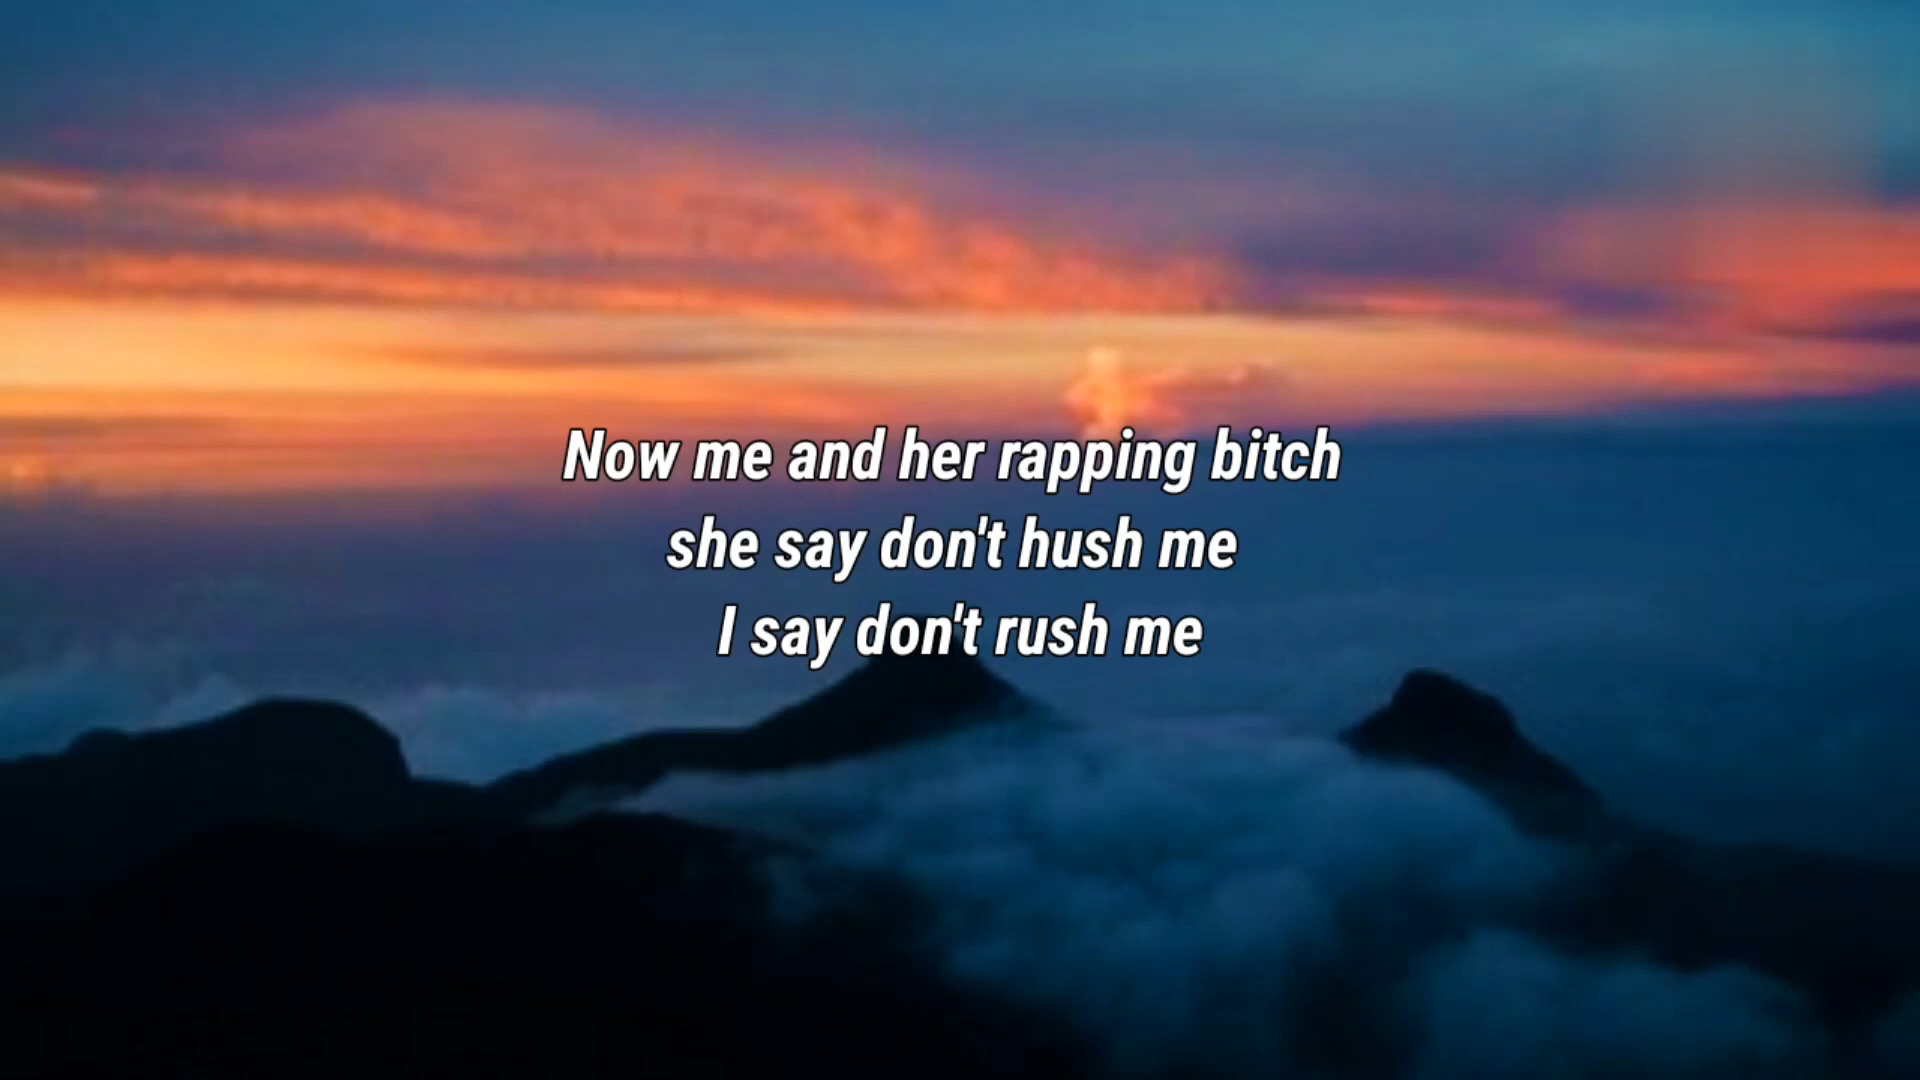 Now me and her rapping bitch
she say don't hush me
I say don't rush me